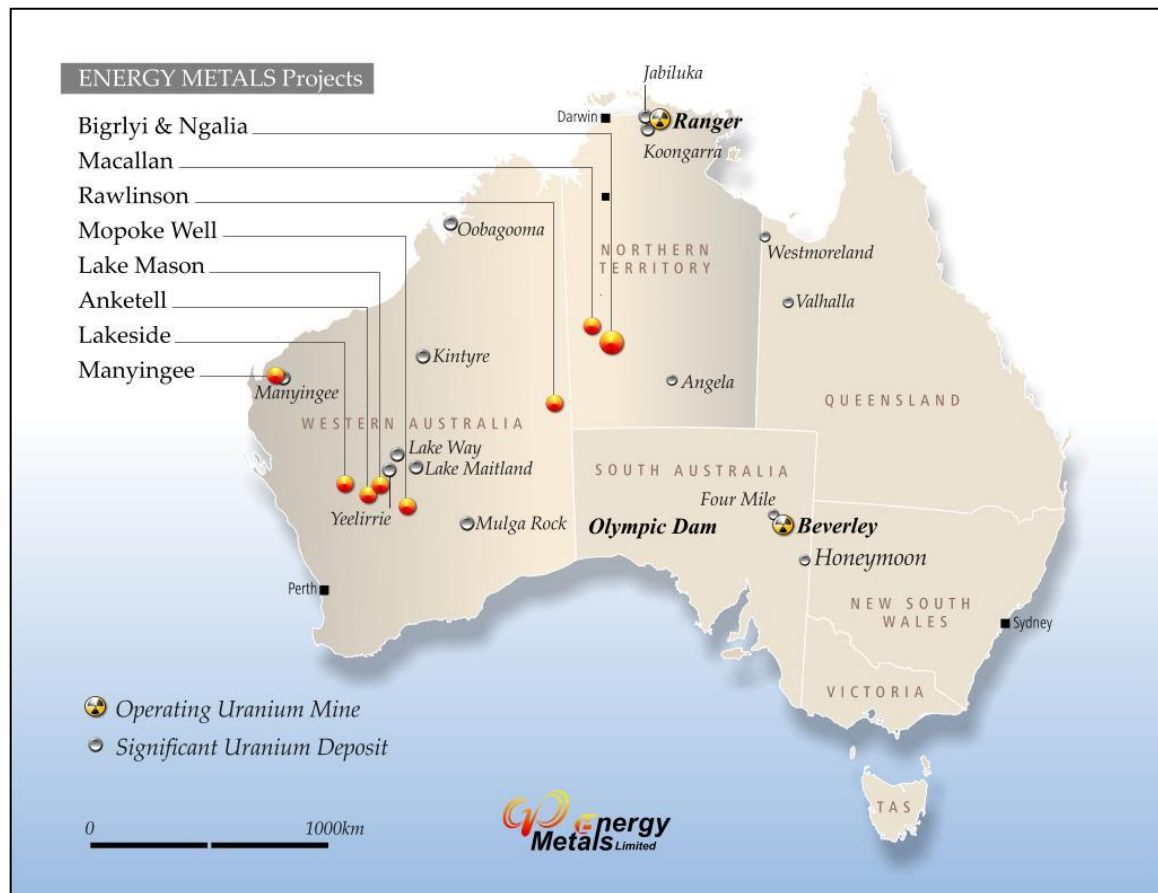 ENERGY METALS Projects
Bigrlyi & Ngalia
Macallan
Rawlinson
Mopoke Well
Lake Mason
Anketell
Lakeside
Manyingee
Jabiluka
Darwin
Ranger
Koongarra
Oobagooma
NORTHERN
TERRITORY
Westmoreland
Valhalla
Kintyre
Manyingee
Angela
QUEENSLAND
WESTERN AUSTRALIA
Lake Way
Lake Maitland
SOUTH AUSTRALIA
Yeelirrie
Four Mile
Mulga Rock
Olympic Dam
Beverley
Honeymoon
Perth
NEW SOUTH
WALES
Sydney
VICTORIA
TAS
Operating Uranium Mine
Significant Uranium Deposit
0
1000km
Energy
Metals Limited